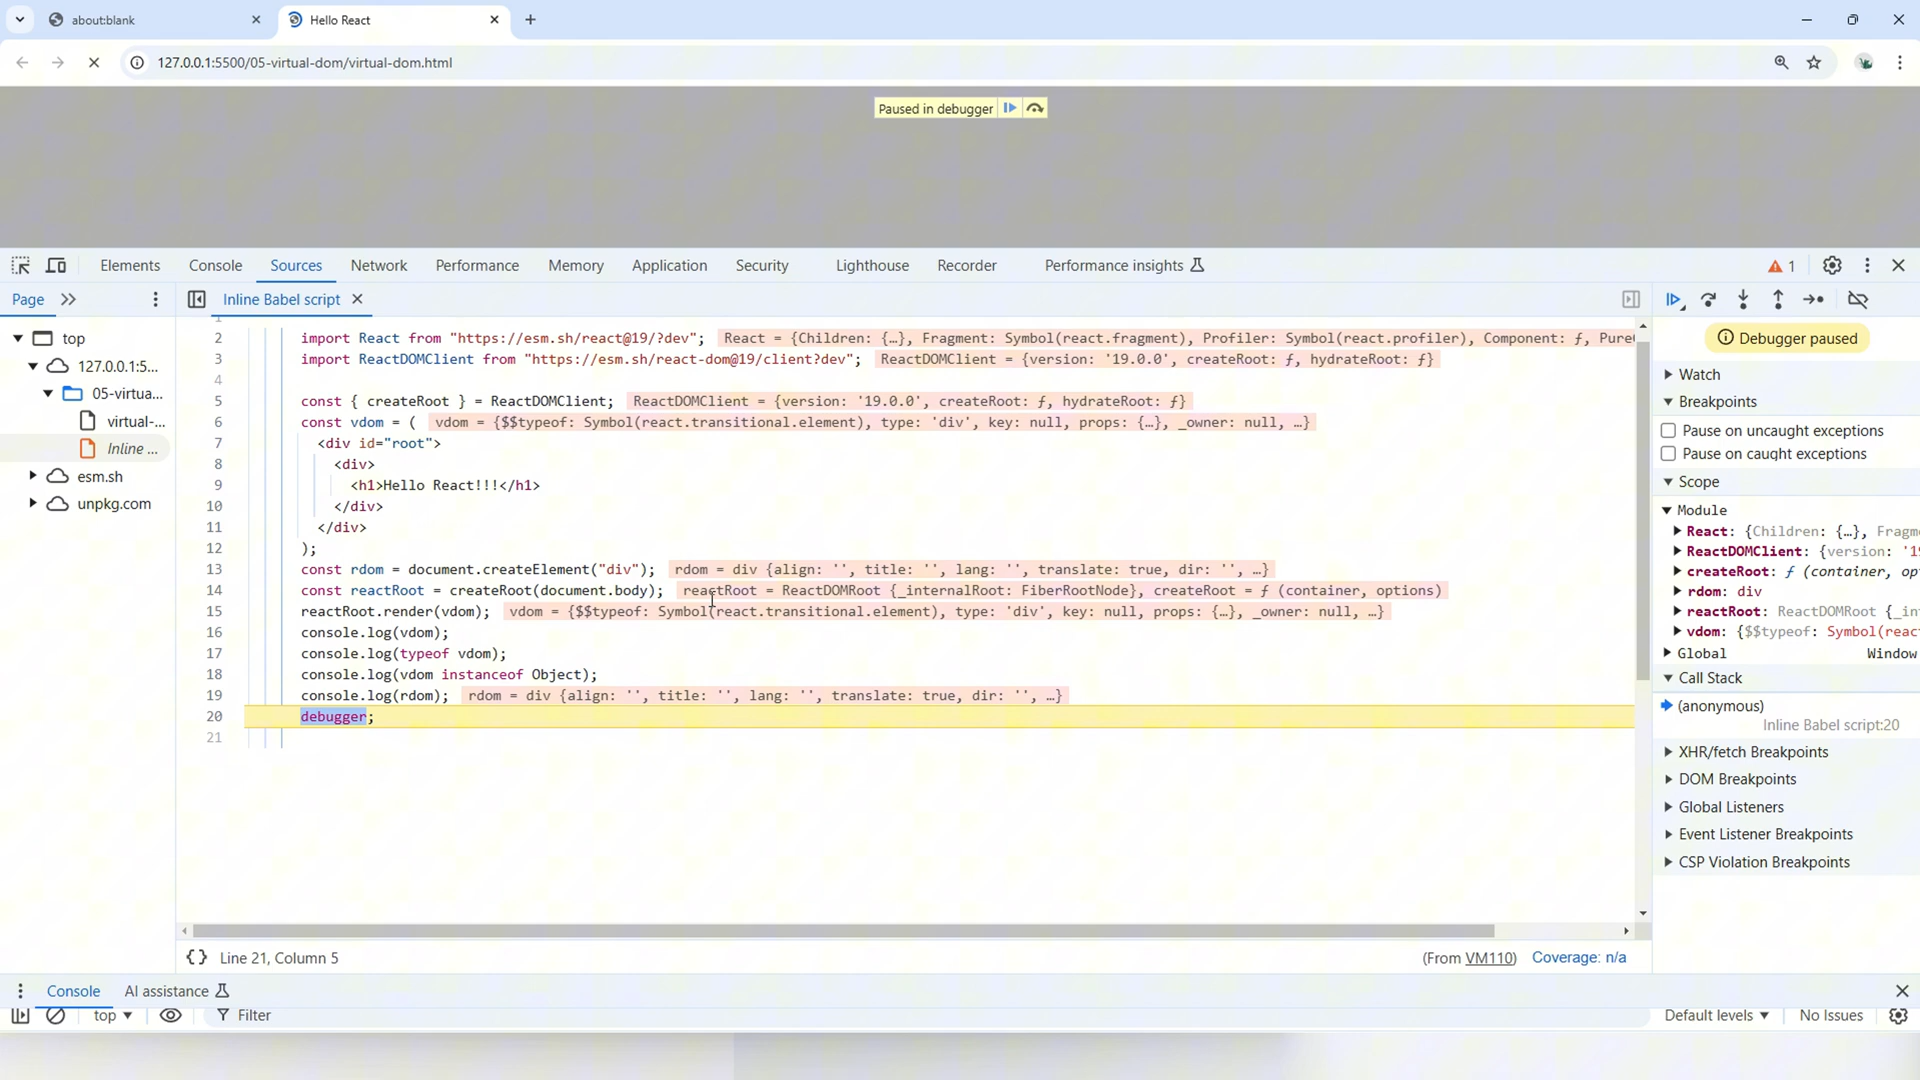 about:blank
Hello React
127.0.0.1:5500/05-virtual-dom/virtual-dom.html
Paused in debugger
Elements Console Sources Network Performance Memory Application Security Lighthouse Recorder Performance insights 1
Page
Inline Babel script
top
127.0.0.1:5...
05-virtua...
virtual-...
Inline ...
esm.sh
unpkg.com
1
2 import React from "https://esm.sh/react@19/?dev"; React = {Children: {…}, Fragment: Symbol(react.fragment), Profiler: Symbol(react.profiler), Component: ƒ, Pure
3 import ReactDOMClient from "https://esm.sh/react-dom@19/client?dev"; ReactDOMClient = {version: '19.0.0', createRoot: ƒ, hydrateRoot: ƒ}
4
5 const { createRoot } = ReactDOMClient; ReactDOMClient = {version: '19.0.0', createRoot: ƒ, hydrateRoot: ƒ}
6 const vdom = ( vdom = {$$typeof: Symbol(react.transitional.element), type: 'div', key: null, props: {…}, _owner: null, …}
7 <div id="root">
8 <div>
9 <h1>Hello React!!!</h1>
10 </div>
11 </div>
12 );
13 const rdom = document.createElement("div"); rdom = div {align: '', title: '', lang: '', translate: true, dir: '', …}
14 const reactRoot = createRoot(document.body); reactRoot = ReactDOMRoot {_internalRoot: FiberRootNode}, createRoot = ƒ (container, options)
15 reactRoot.render(vdom); vdom = {$$typeof: Symbol(react.transitional.element), type: 'div', key: null, props: {…}, _owner: null, …}
16 console.log(vdom);
17 console.log(typeof vdom);
18 console.log(vdom instanceof Object);
19 console.log(rdom); rdom = div {align: '', title: '', lang: '', translate: true, dir: '', …}
20 debugger;
21
Line 21, Column 5
(From VM110) Coverage: n/a
Debugger paused
Watch
Breakpoints
Pause on uncaught exceptions
Pause on caught exceptions
Scope
Module
React: {Children: {…}, Fragm
ReactDOMClient: {version: '1
createRoot: ƒ (container, op
rdom: div
reactRoot: ReactDOMRoot {_in
vdom: {$$typeof: Symbol(reac
Global Window
Call Stack
(anonymous)
Inline Babel script:20
XHR/fetch Breakpoints
DOM Breakpoints
Global Listeners
Event Listener Breakpoints
CSP Violation Breakpoints
Console AI assistance
top Filter Default levels No Issues